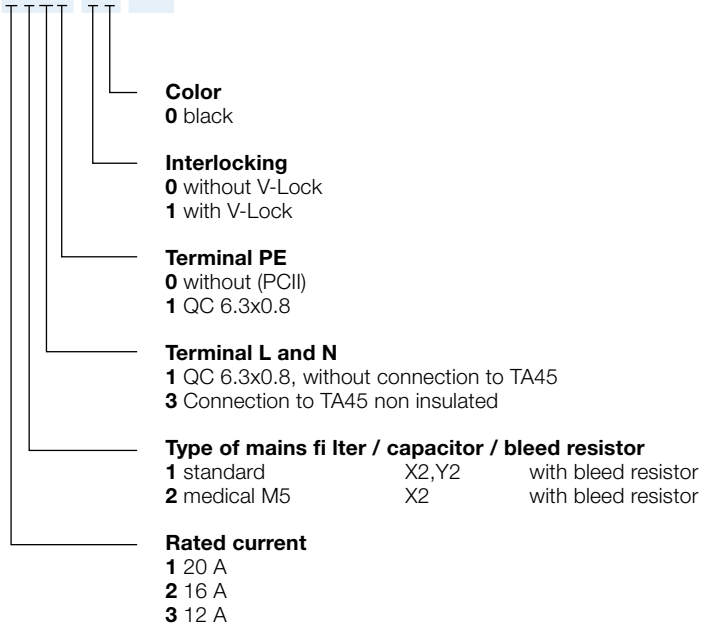 Color
0 black
Interlocking
0 without V-Lock
1 with V-Lock
Terminal PE
0 without (PCII)
1 QC 6.3x0.8
Terminal L and N
1 QC 6.3x0.8, without connection to TA45
3 Connection to TA45 non insulated
Type of mains fi lter / capacitor / bleed resistor
1 standard X2,Y2 with bleed resistor
2 medical M5 X2 with bleed resistor
Rated current
1 20 A
2 16 A
3 12 A